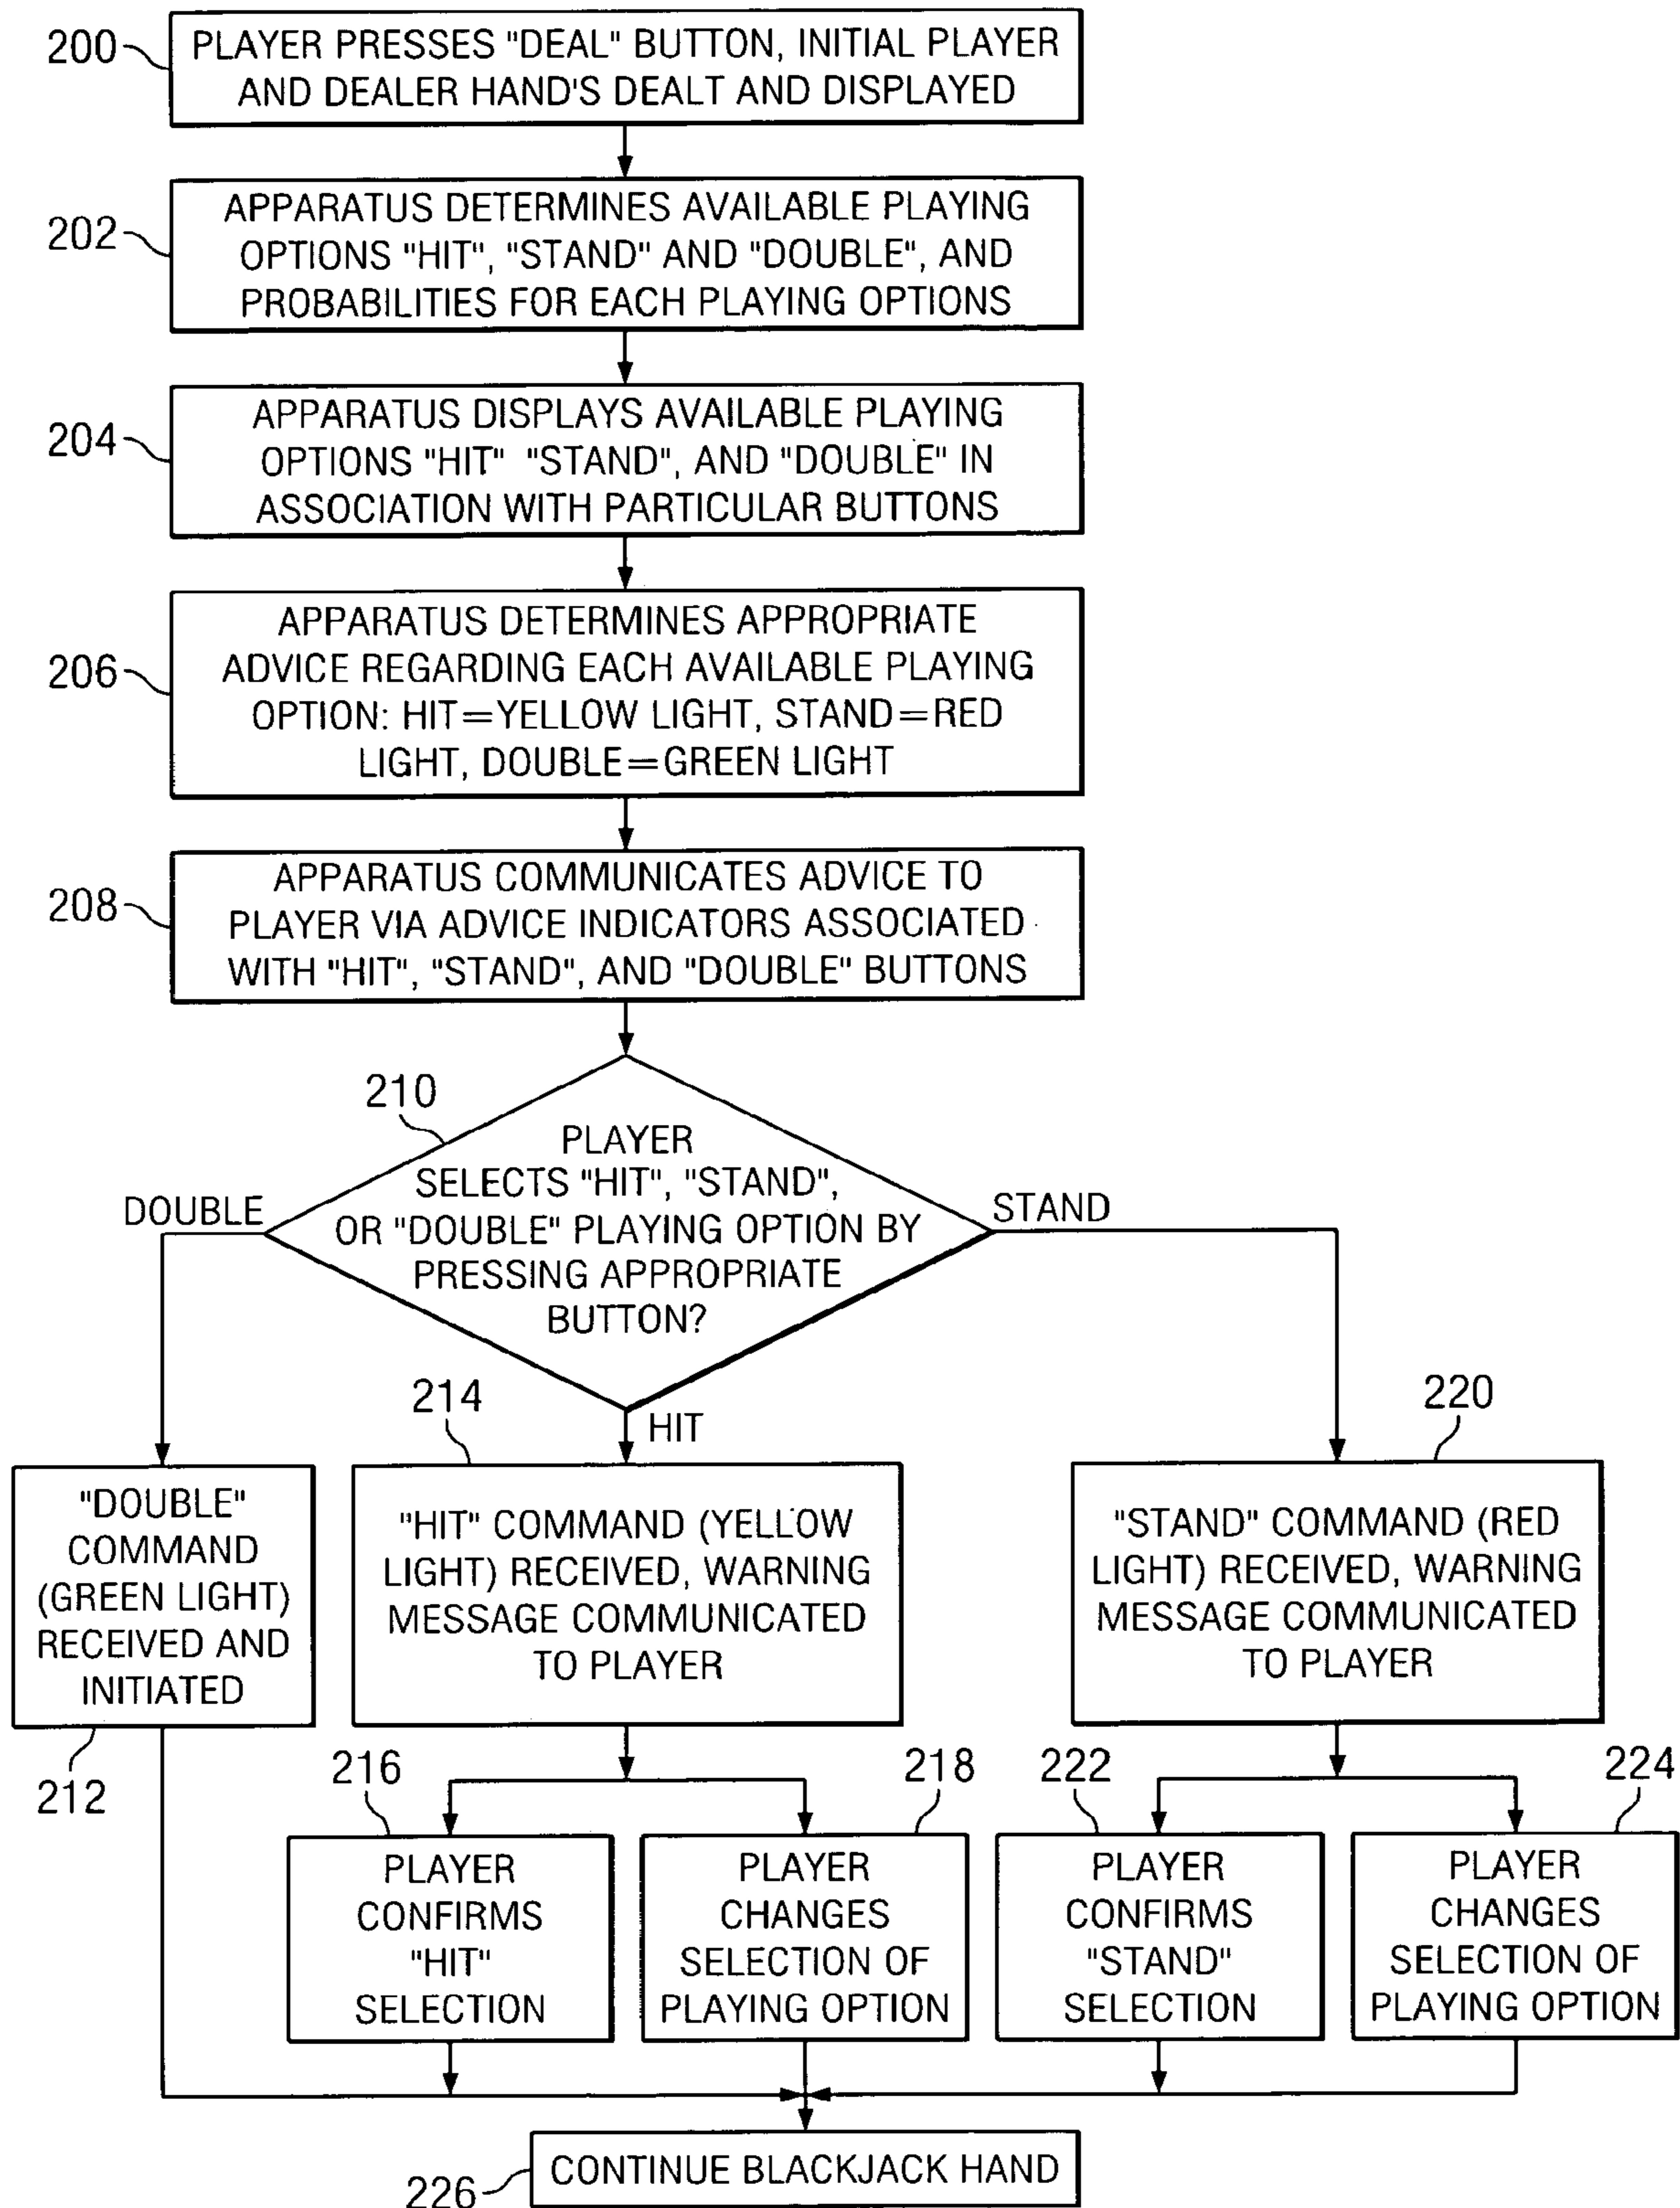 200
PLAYER PRESSES "DEAL" BUTTON, INITIAL PLAYER
AND DEALER HAND'S DEALT AND DISPLAYED
202
APPARATUS DETERMINES AVAILABLE PLAYING
OPTIONS "HIT", "STAND" AND "DOUBLE", AND
PROBABILITIES FOR EACH PLAYING OPTIONS
204
APPARATUS DISPLAYS AVAILABLE PLAYING
OPTIONS "HIT" "STAND", AND "DOUBLE" IN
ASSOCIATION WITH PARTICULAR BUTTONS
206
APPARATUS DETERMINES APPROPRIATE
ADVICE REGARDING EACH AVAILABLE PLAYING
OPTION: HIT=YELLOW LIGHT, STAND=RED
LIGHT, DOUBLE=GREEN LIGHT
208
APPARATUS COMMUNICATES ADVICE TO
PLAYER VIA ADVICE INDICATORS ASSOCIATED
WITH "HIT", "STAND", AND "DOUBLE" BUTTONS
210
PLAYER
SELECTS "HIT", "STAND",
OR "DOUBLE" PLAYING OPTION BY
PRESSING APPROPRIATE
BUTTON?
DOUBLE
STAND
HIT
"DOUBLE"
COMMAND
(GREEN LIGHT)
RECEIVED AND
INITIATED
212
214
"HIT" COMMAND (YELLOW
LIGHT) RECEIVED, WARNING
MESSAGE COMMUNICATED
TO PLAYER
220
"STAND" COMMAND (RED
LIGHT) RECEIVED, WARNING
MESSAGE COMMUNICATED
TO PLAYER
216
PLAYER
CONFIRMS
"HIT"
SELECTION
218
PLAYER
CHANGES
SELECTION OF
PLAYING OPTION
222
PLAYER
CONFIRMS
"STAND"
SELECTION
224
PLAYER
CHANGES
SELECTION OF
PLAYING OPTION
226
CONTINUE BLACKJACK HAND